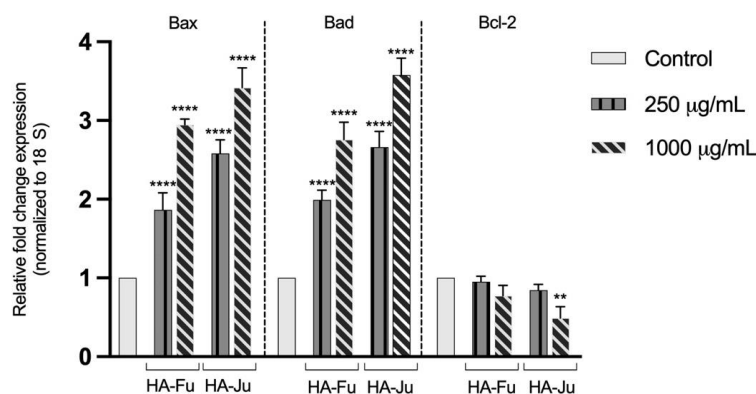 Bax
Bad
Bcl-2
Relative fold change expression
(normalized to 18 S)
4
3
2
1
0
****
****
****
****
****
****
****
****
**
HA-Fu
HA-Ju
HA-Fu
HA-Ju
HA-Fu
HA-Ju
Control
250 μg/mL
1000 μg/mL